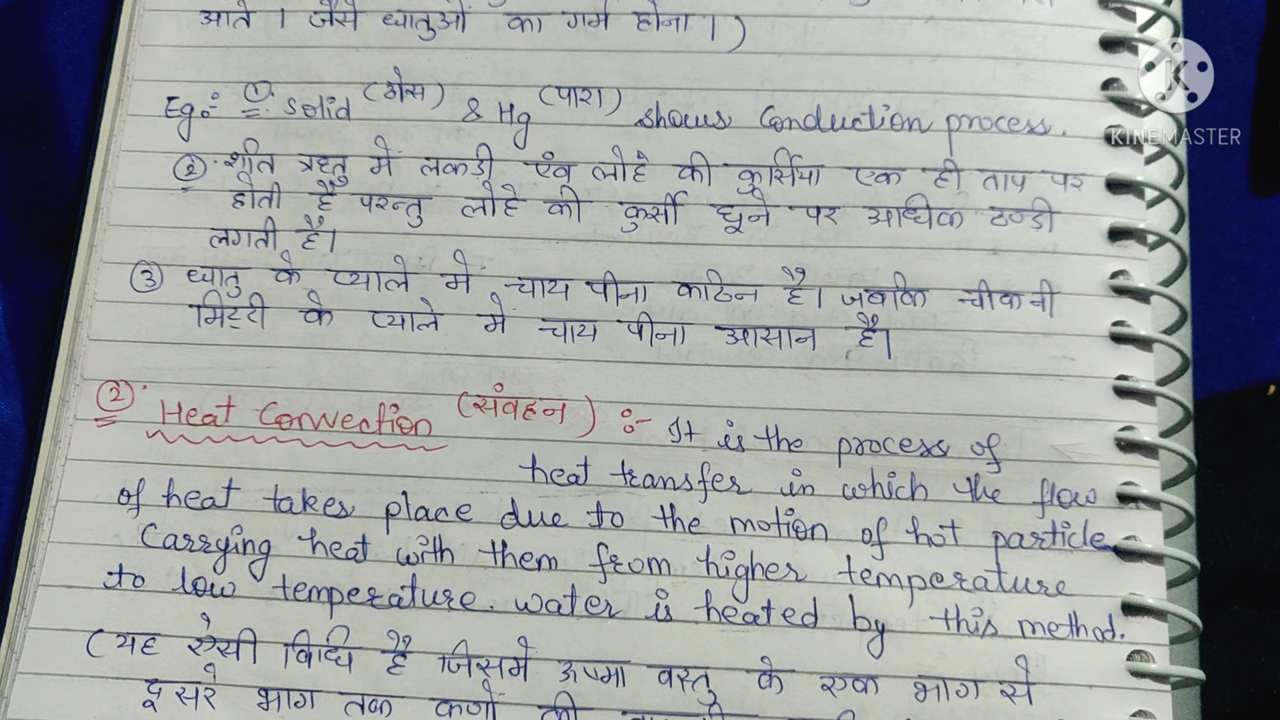 आते । जैसे धातुओं का गर्म होना । )
KINEMASTER
Eg: ① Solid (ठोस) & Hg (पारा) shows Conduction process.
② शीत ऋतु में लकडी एंव लोहे की कुर्सिया एक ही ताप पर
होती हैं परन्तु लोहे की कुर्सी छूने पर अधिक ठण्डी
लगती है।
③ धातु के प्याले में चाय पीना कठिन है। जबकि चीकनी
मिट्टी के प्याले में चाय पीना आसान है।
② Heat Convection (संवहन) :- It is the process of
heat transfer in which the flow
of heat takes place due to the motion of hot particle
Carrying heat with them from higher temperature
to low temperature. water is heated by this method.
(यह ऐसी विधि है जिसमे ऊष्मा वस्तु के एक भाग से
दूसरे भाग तक कणों की